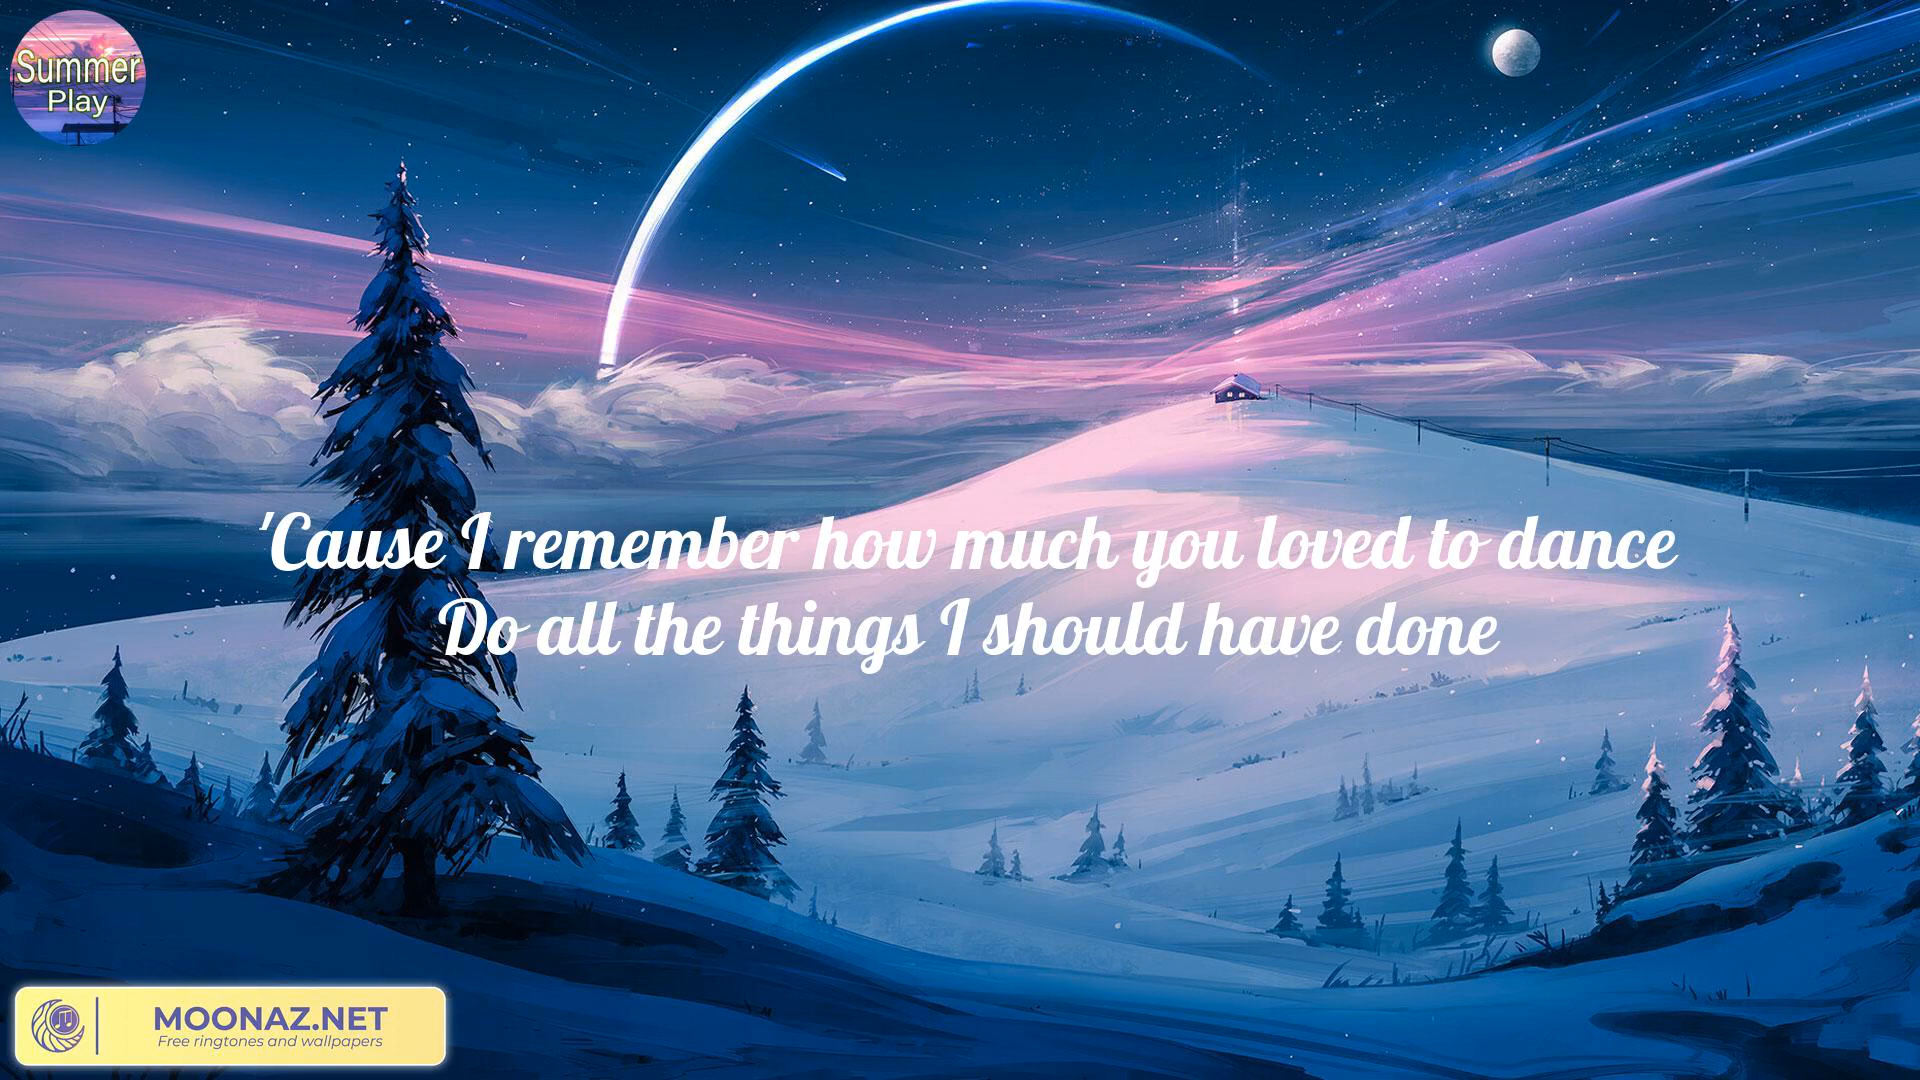 Summer
Play
'Cause I remember how much you loved to dance
Do all the things I should have done
MOONAZ.NET
Free ringtones and wallpapers